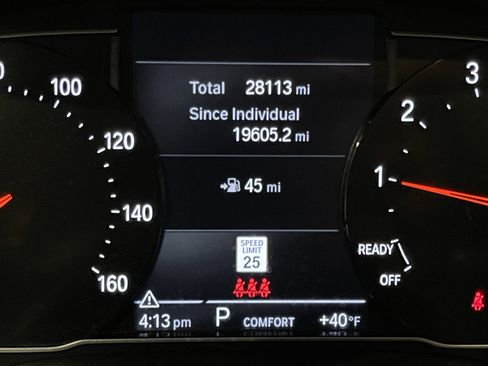 Total 28113 mi
Since Individual
19605.2 mi
45 mi
SPEED
LIMIT
25
4:13 pm P COMFORT +40°F
100
120
140
160
3
2
1
READY
OFF